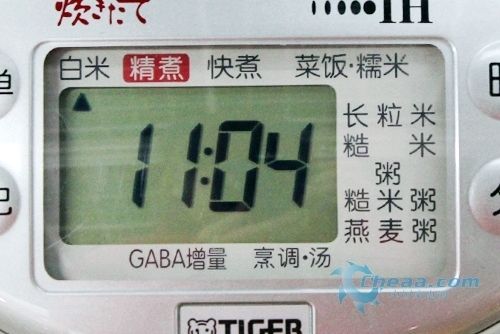 炊きたて IH
白米 精煮 快煮 菜饭·糯米
11:04
长粒米
糙米
粥
糙米粥
燕麦粥
GABA增量 烹调·汤
TIGER
Cheaa.com